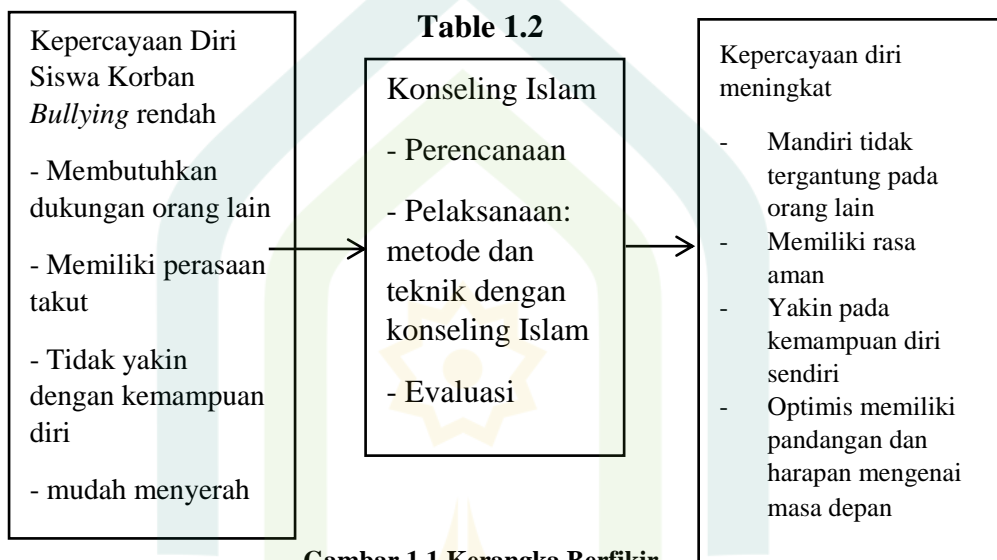 Table 1.2
Kepercayaan Diri
Siswa Korban
Bullying rendah
- Membutuhkan
dukungan orang lain
- Memiliki perasaan
takut
- Tidak yakin
dengan kemampuan
diri
- mudah menyerah
Konseling Islam
- Perencanaan
- Pelaksanaan:
metode dan
teknik dengan
konseling Islam
- Evaluasi
Kepercayaan diri
meningkat
- Mandiri tidak
tergantung pada
orang lain
- Memiliki rasa
aman
- Yakin pada
kemampuan diri
sendiri
- Optimis memiliki
pandangan dan
harapan mengenai
masa depan
Gambar 1.1 Kerangka Berfikir